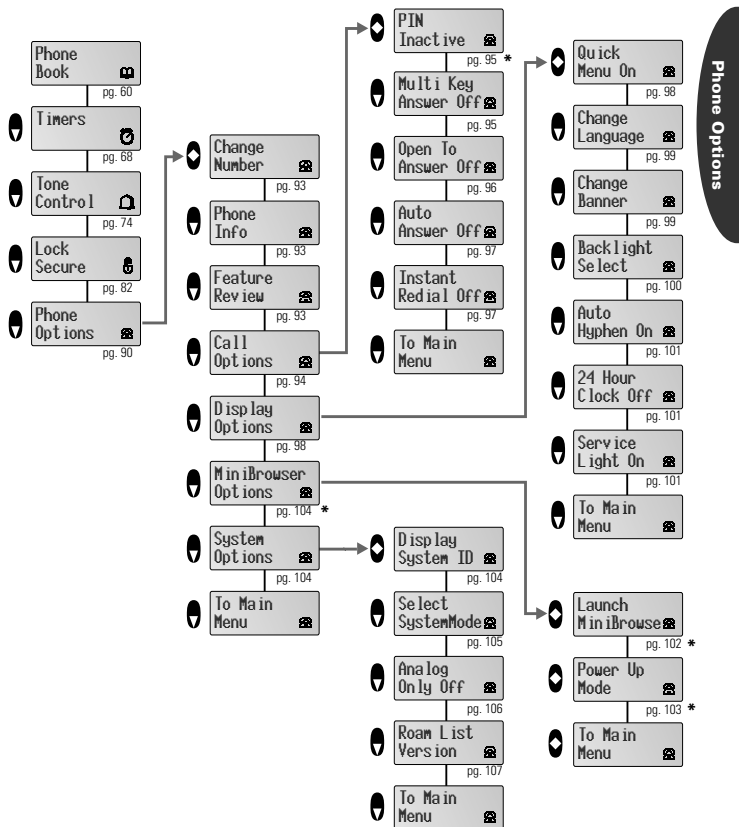 Phone
Book
pg. 60
Timers
pg. 68
Tone
Control
pg. 74
Lock
Secure
pg. 82
Phone
Options
pg. 90
Change
Number
pg. 93
Phone
Info
pg. 93
Feature
Review
pg. 93
Call
Options
pg. 94
Display
Options
pg. 98
MiniBrowser
Options
pg. 104 *
System
Options
pg. 104
To Main
Menu
PIN
Inactive
pg. 95 *
Multi Key
Answer Off
pg. 95
Open To
Answer Off
pg. 96
Auto
Answer Off
pg. 97
Instant
Redial Off
pg. 97
To Main
Menu
Display
System ID
pg. 104
Select
SystemMode
pg. 105
Analog
Only Off
pg. 106
Roam List
Version
pg. 107
To Main
Menu
Quick
Menu On
pg. 98
Change
Language
pg. 99
Change
Banner
pg. 99
Backlight
Select
pg. 100
Auto
Hyphen On
pg. 101
24 Hour
Clock Off
pg. 101
Service
Light On
pg. 101
To Main
Menu
Launch
MiniBrowse
pg. 102 *
Power Up
Mode
pg. 103 *
To Main
Menu
Phone Options